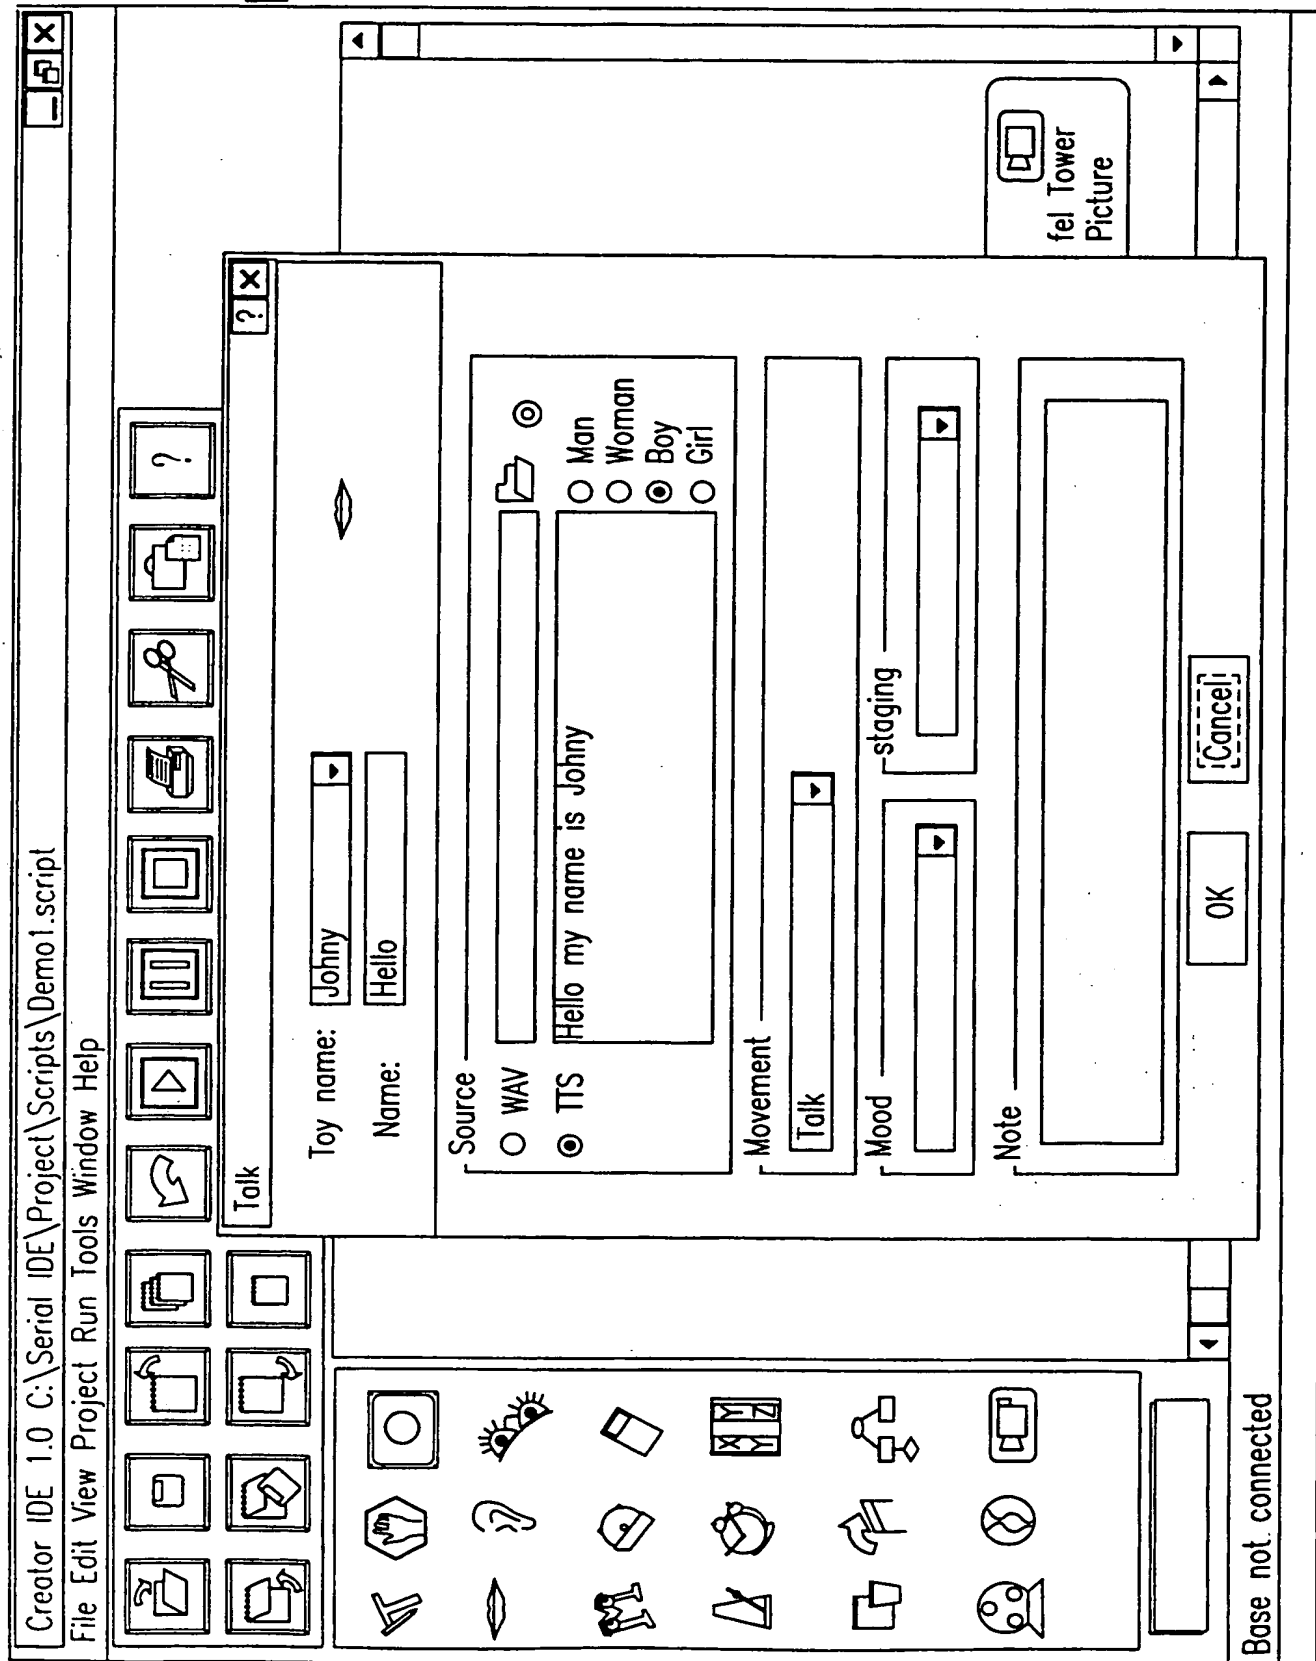 Creator IDE 1.0 C:\Serial IDE\Project\Scripts\Demo1.script
File Edit View Project Run Tools Window Help
?
Talk
?
Toy name: Johny
Name: Hello
Source
WAV
TTS
Hello my name is Johny
Man
Woman
Boy
Girl
Movement
Talk
Mood
staging
Note
OK
Cancel
fel Tower
Picture
X Y
Y Z
Base not connected